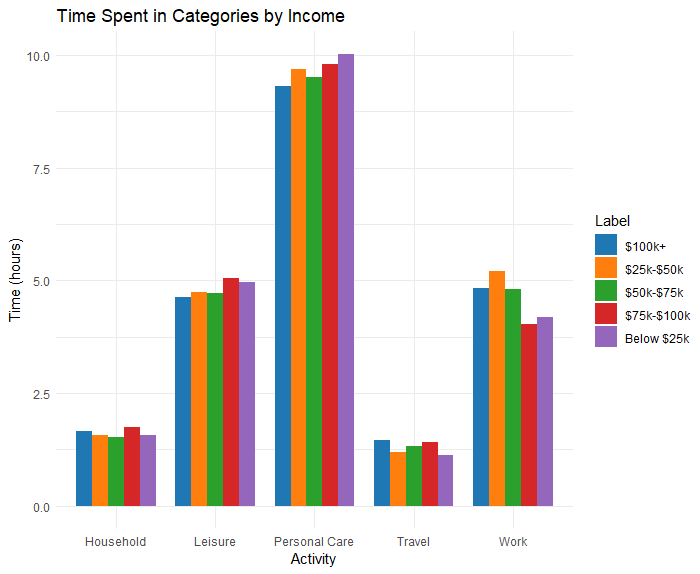 Time Spent in Categories by Income
Time (hours)
10.0
7.5
5.0
2.5
0.0
Household Leisure Personal Care Travel Work
Activity
Label
$100k+
$25k-$50k
$50k-$75k
$75k-$100k
Below $25k